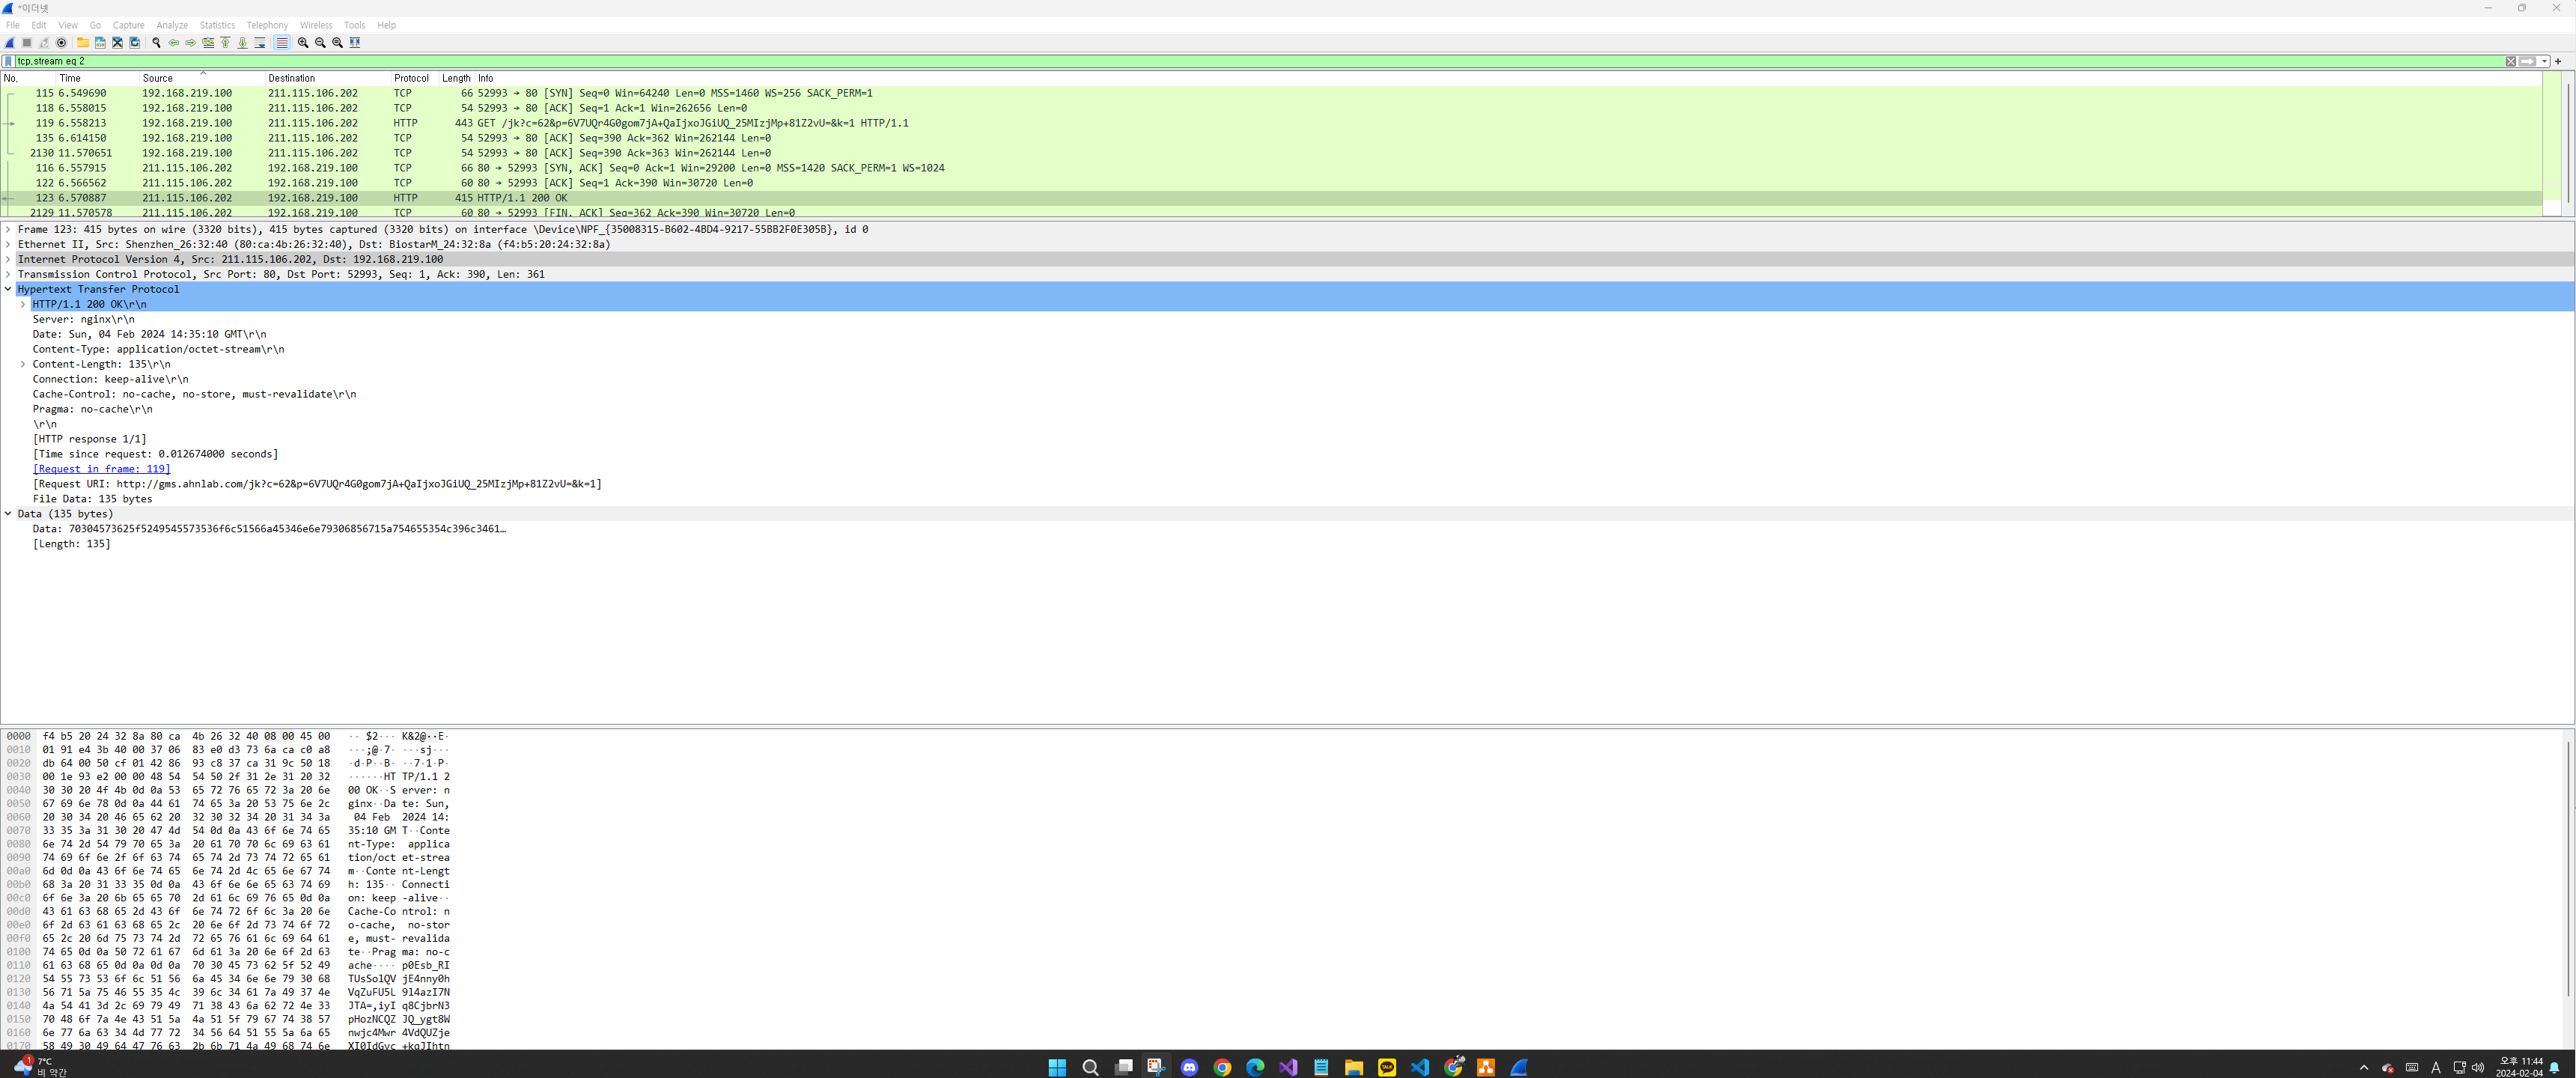 *이더넷
File Edit View Go Capture Analyze Statistics Telephony Wireless Tools Help
tcp.stream eq 2
No. Time Source Destination Protocol Length Info
115 6.549690 192.168.219.100 211.115.106.202 TCP 66 52993 → 80 [SYN] Seq=0 Win=64240 Len=0 MSS=1460 WS=256 SACK_PERM=1
118 6.558015 192.168.219.100 211.115.106.202 TCP 54 52993 → 80 [ACK] Seq=1 Ack=1 Win=262656 Len=0
119 6.558213 192.168.219.100 211.115.106.202 HTTP 443 GET /jk?c=62&p=6V7UQr4G0gom7jA+QaIjxoJGiUQ_25MIzjMp+81Z2vU=&k=1 HTTP/1.1
135 6.614150 192.168.219.100 211.115.106.202 TCP 54 52993 → 80 [ACK] Seq=390 Ack=362 Win=262144 Len=0
2130 11.570651 192.168.219.100 211.115.106.202 TCP 54 52993 → 80 [ACK] Seq=390 Ack=363 Win=262144 Len=0
116 6.557915 211.115.106.202 192.168.219.100 TCP 66 80 → 52993 [SYN, ACK] Seq=0 Ack=1 Win=29200 Len=0 MSS=1420 SACK_PERM=1 WS=1024
122 6.566562 211.115.106.202 192.168.219.100 TCP 60 80 → 52993 [ACK] Seq=1 Ack=390 Win=30720 Len=0
123 6.570887 211.115.106.202 192.168.219.100 HTTP 415 HTTP/1.1 200 OK
2129 11.570578 211.115.106.202 192.168.219.100 TCP 60 80 → 52993 [FIN, ACK] Seq=362 Ack=390 Win=30720 Len=0
Frame 123: 415 bytes on wire (3320 bits), 415 bytes captured (3320 bits) on interface \Device\NPF_{35008315-B602-4BD4-9217-55BB2F0E305B}, id 0
Ethernet II, Src: Shenzhen_26:32:40 (80:ca:4b:26:32:40), Dst: BiostarM_24:32:8a (f4:b5:20:24:32:8a)
Internet Protocol Version 4, Src: 211.115.106.202, Dst: 192.168.219.100
Transmission Control Protocol, Src Port: 80, Dst Port: 52993, Seq: 1, Ack: 390, Len: 361
Hypertext Transfer Protocol
HTTP/1.1 200 OK\r\n
Server: nginx\r\n
Date: Sun, 04 Feb 2024 14:35:10 GMT\r\n
Content-Type: application/octet-stream\r\n
Content-Length: 135\r\n
Connection: keep-alive\r\n
Cache-Control: no-cache, no-store, must-revalidate\r\n
Pragma: no-cache\r\n
\r\n
[HTTP response 1/1]
[Time since request: 0.012674000 seconds]
[Request in frame: 119]
[Request URI: http://gms.ahnlab.com/jk?c=62&p=6V7UQr4G0gom7jA+QaIjxoJGiUQ_25MIzjMp+81Z2vU=&k=1]
File Data: 135 bytes
Data (135 bytes)
Data: 70304573625f5249545573536f6c51566a45346e6e79306856715a754655354c396c3461…
[Length: 135]
0000 f4 b5 20 24 32 8a 80 ca 4b 26 32 40 08 00 45 00 ·· $2··· K&2@··E·
0010 01 91 e4 3b 40 00 37 06 83 e0 d3 73 6a ca c0 a8 ···;@·7· ···sj···
0020 db 64 00 50 cf 01 42 86 93 c8 37 ca 31 9c 50 18 ·d·P··B· ··7·1·P·
0030 00 1e 93 e2 00 00 48 54 54 50 2f 31 2e 31 20 32 ······HT TP/1.1 2
0040 30 30 20 4f 4b 0d 0a 53 65 72 76 65 72 3a 20 6e 00 OK··S erver: n
0050 67 69 6e 78 0d 0a 44 61 74 65 3a 20 53 75 6e 2c ginx··Da te: Sun,
0060 20 30 34 20 46 65 62 20 32 30 32 34 20 31 34 3a 04 Feb 2024 14:
0070 33 35 3a 31 30 20 47 4d 54 0d 0a 43 6f 6e 74 65 35:10 GM T··Conte
0080 6e 74 2d 54 79 70 65 3a 20 61 70 70 6c 69 63 61 nt-Type: applica
0090 74 69 6f 6e 2f 6f 63 74 65 74 2d 73 74 72 65 61 tion/oct et-strea
00a0 6d 0d 0a 43 6f 6e 74 65 6e 74 2d 4c 65 6e 67 74 m··Conte nt-Lengt
00b0 68 3a 20 31 33 35 0d 0a 43 6f 6e 6e 65 63 74 69 h: 135·· Connecti
00c0 6f 6e 3a 20 6b 65 65 70 2d 61 6c 69 76 65 0d 0a on: keep -alive··
00d0 43 61 63 68 65 2d 43 6f 6e 74 72 6f 6c 3a 20 6e Cache-Co ntrol: n
00e0 6f 2d 63 61 63 68 65 2c 20 6e 6f 2d 73 74 6f 72 o-cache, no-stor
00f0 65 2c 20 6d 75 73 74 2d 72 65 76 61 6c 69 64 61 e, must- revalida
0100 74 65 0d 0a 50 72 61 67 6d 61 3a 20 6e 6f 2d 63 te··Prag ma: no-c
0110 61 63 68 65 0d 0a 0d 0a 70 30 45 73 62 5f 52 49 ache···· p0Esb_RI
0120 54 55 73 53 6f 6c 51 56 6a 45 34 6e 6e 79 30 68 TUsSolQV jE4nny0h
0130 56 71 5a 75 46 55 35 4c 39 6c 34 61 7a 49 37 4e VqZuFU5L 9l4azI7N
0140 4a 54 41 3d 2c 69 79 49 71 38 43 6a 62 72 4e 33 JTA=,iyI q8CjbrN3
0150 70 48 6f 7a 4e 43 51 5a 4a 51 5f 79 67 74 38 57 pHozNCQZ JQ_ygt8W
0160 6e 77 6a 63 34 4d 77 72 34 56 64 51 55 5a 6a 65 nwjc4Mwr 4VdQUZje
0170 58 49 30 49 64 47 76 63 2b 6b 71 4a 49 68 74 6e XI0IdGvc +kqJIhtn
1
7°C
비 약간
TALK
A
오후 11:44
2024-02-04